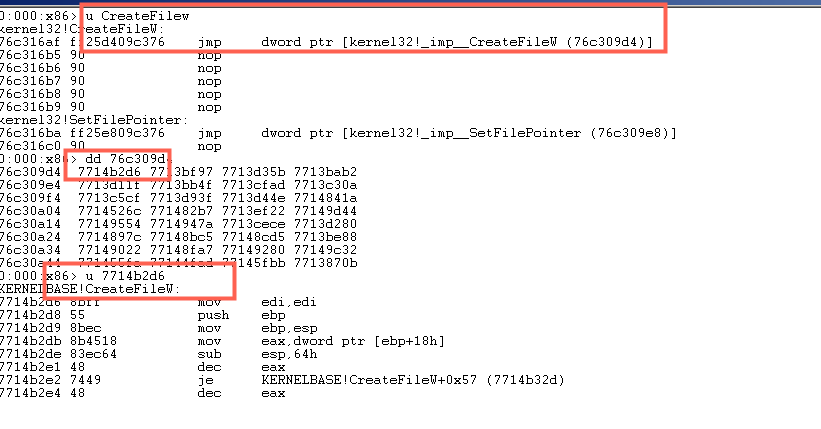 0:000:x86> u CreateFilew
kernel32!CreateFileW:
76c316af ff25d409c376    jmp     dword ptr [kernel32!_imp__CreateFileW (76c309d4)]
76c316b5 90              nop
76c316b6 90              nop
76c316b7 90              nop
76c316b8 90              nop
76c316b9 90              nop
kernel32!SetFilePointer:
76c316ba ff25e809c376    jmp     dword ptr [kernel32!_imp__SetFilePointer (76c309e8)]
76c316c0 90              nop
0:000:x86> dd 76c309d4
76c309d4  7714b2d6 7713bf97 7713d35b 7713bab2
76c309e4  7713d11f 7713bb4f 7713cfad 7713c30a
76c309f4  7713c5cf 7713d93f 7713d44e 7714841a
76c30a04  7714526c 771482b7 7713ef22 77149d44
76c30a14  77149554 7714947a 7713cece 7713d280
76c30a24  7714897c 77148bc5 77148cd5 7713be88
76c30a34  77149022 77148fa7 77149280 77149c32
76c30a44 77145fbb 7713870b
0:000:x86> u 7714b2d6
KERNELBASE!CreateFileW:
7714b2d6 8bff            mov     edi,edi
7714b2d8 55              push    ebp
7714b2d9 8bec            mov     ebp,esp
7714b2db 8b4518          mov     eax,dword ptr [ebp+18h]
7714b2de 83ec64          sub     esp,64h
7714b2e1 48              dec     eax
7714b2e2 7449            je      KERNELBASE!CreateFileW+0x57 (7714b32d)
7714b2e4 48              dec     eax